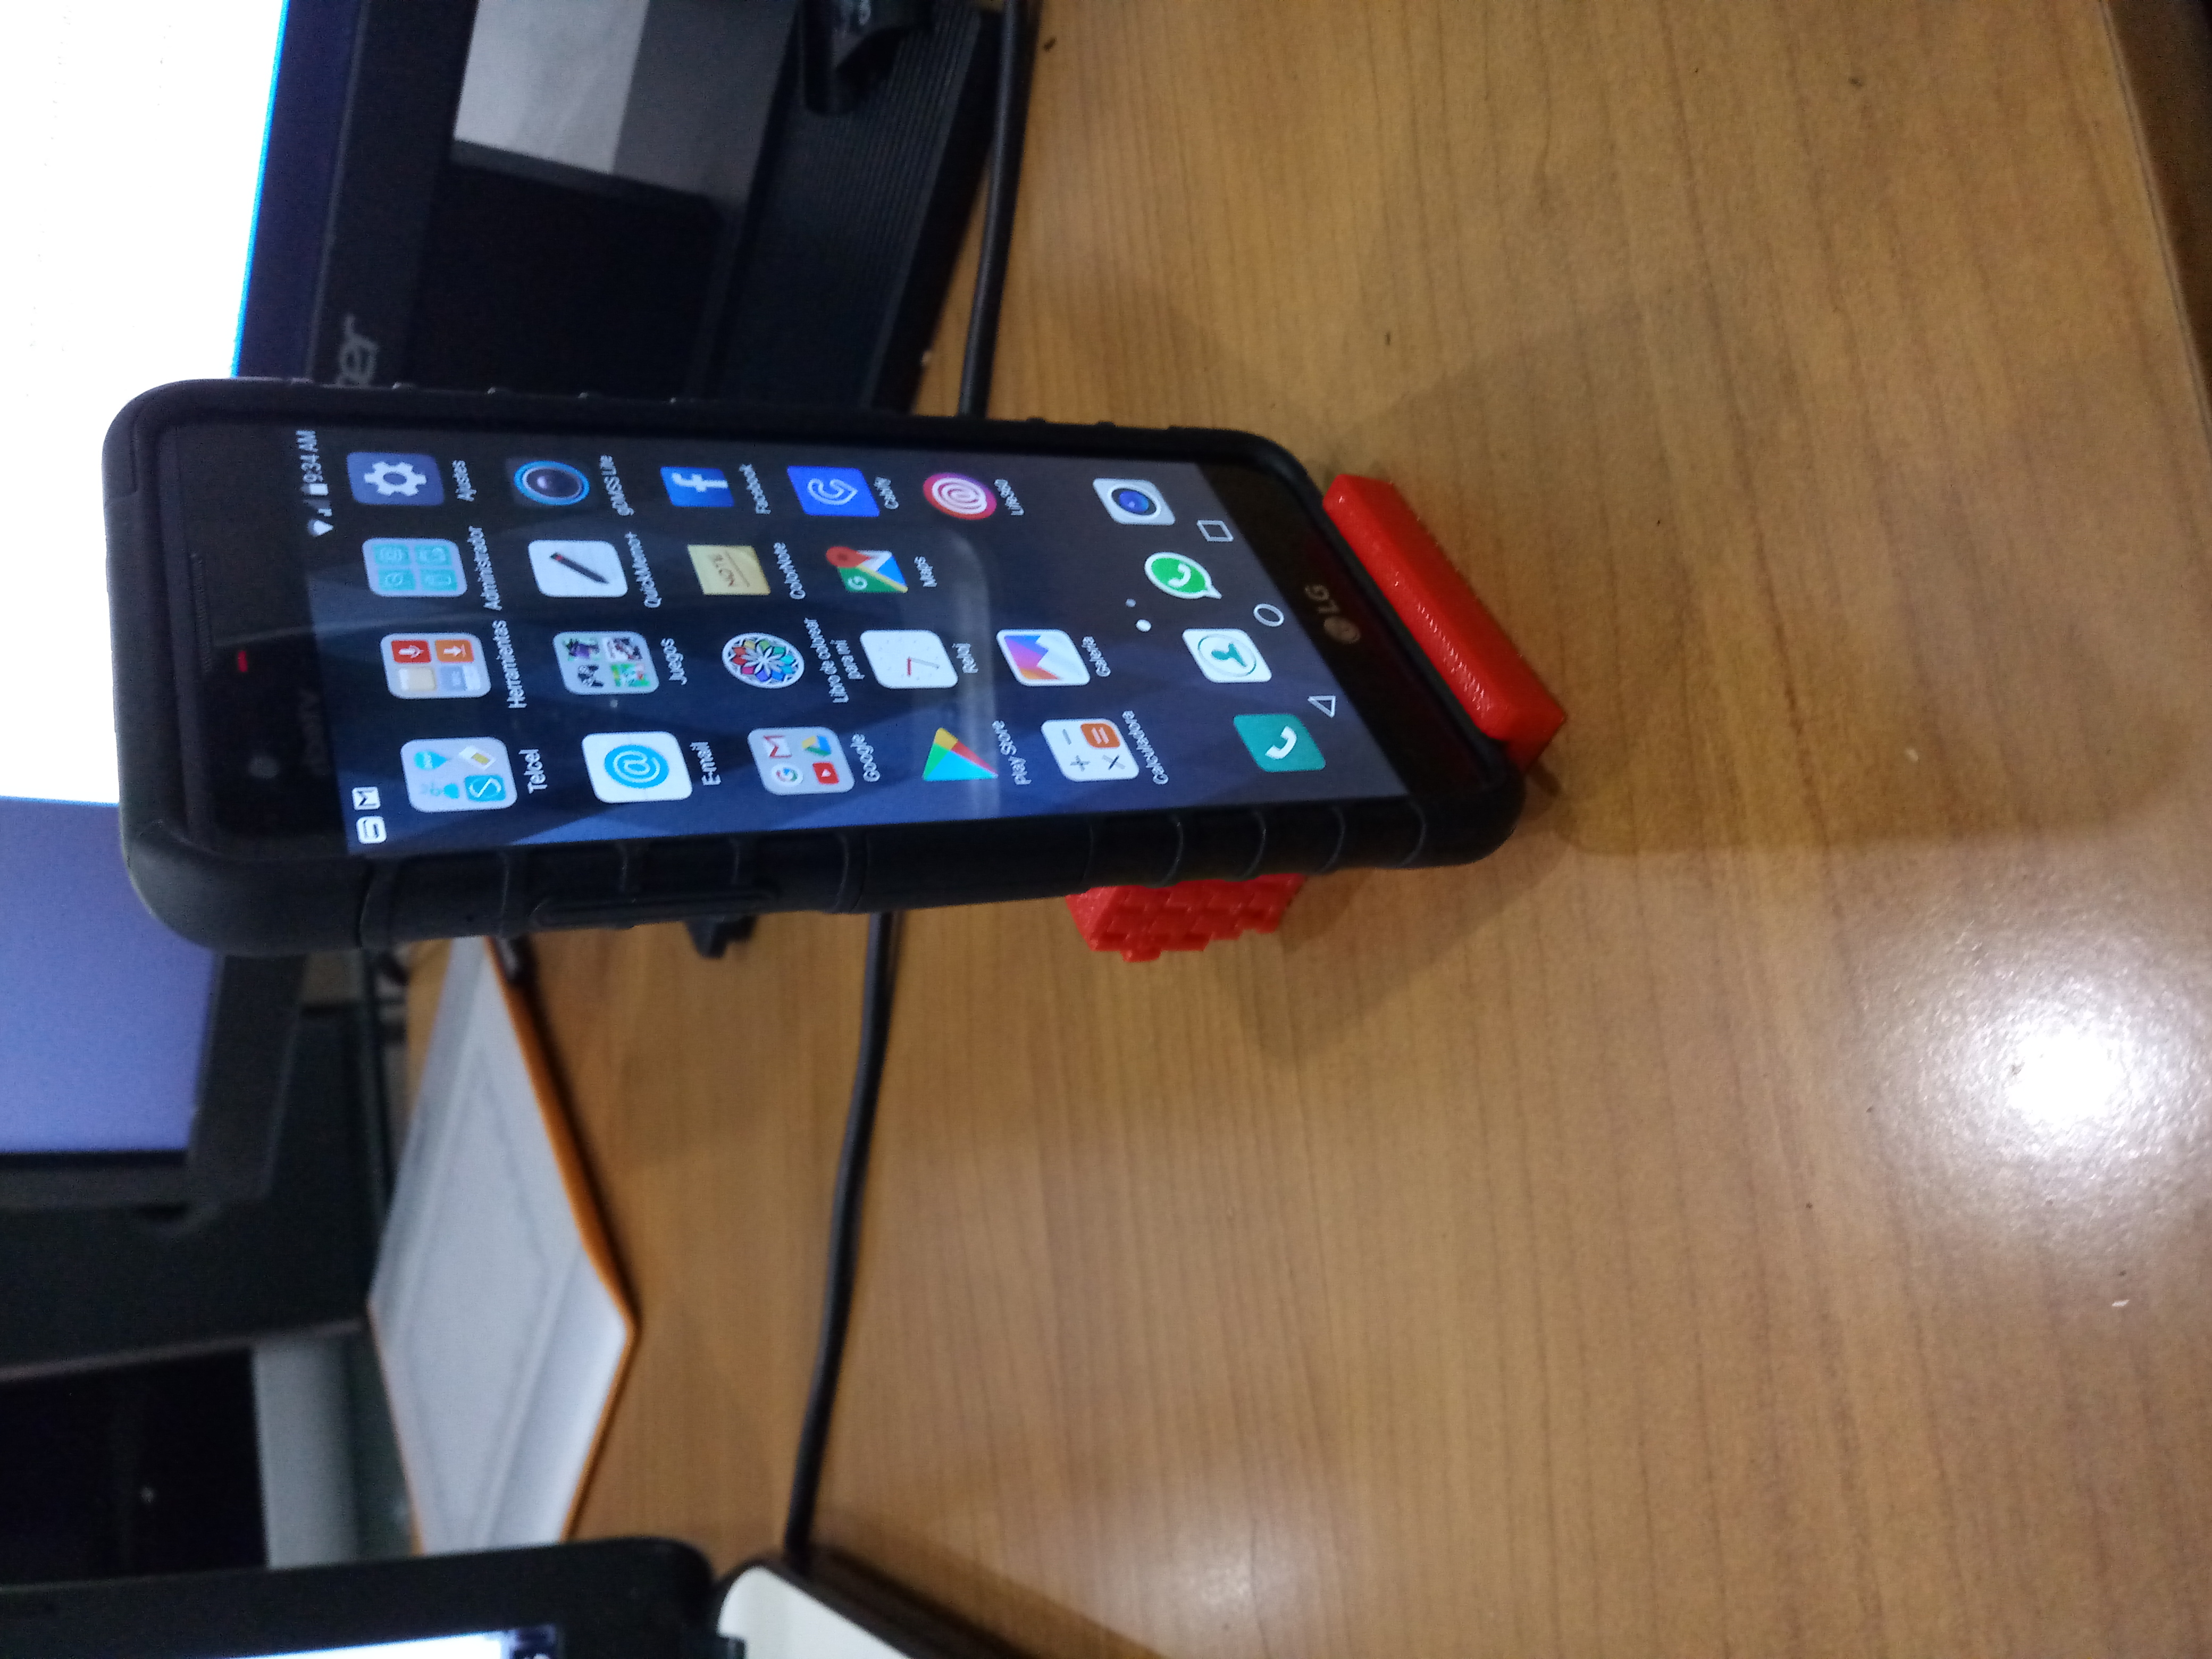 9:34 AM
Telcel
Herramientas
Administrador
Ajustes
E-mail
Juegos
QuickMemo+
gDMSS Lite
Google
Libro de colorear
para mí
NOTE
ColorNote
Facebook
Play Store
Reloj
Maps
Cabify
Calculadora
Galería
Life360
LG